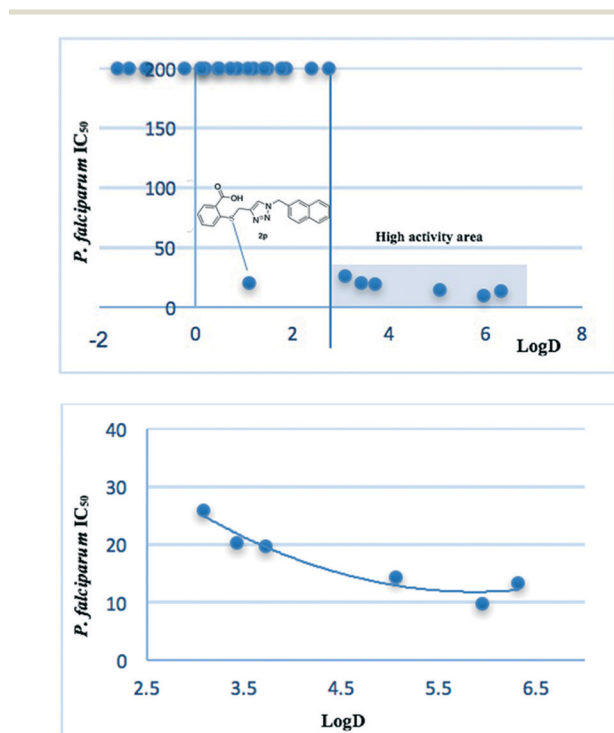 200
150
100
50
0
-2
0
2
4
6
8
P. falciparum IC50
LogD
O
OH
S
N
N=N
2p
High activity area
40
30
20
10
0
2.5
3.5
4.5
5.5
6.5
P. falciparum IC50
LogD